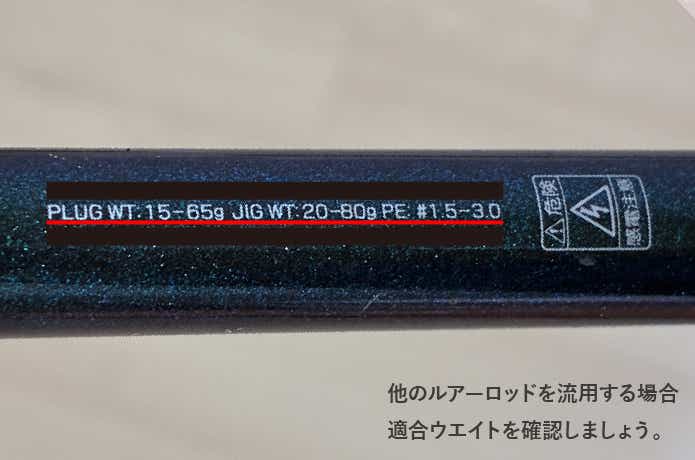 PLUG WT:15-65g JIG WT:20-80g PE #1.5-3.0
⚠危険
感電注意
他のルアーロッドを流用する場合
適合ウエイトを確認しましょう。